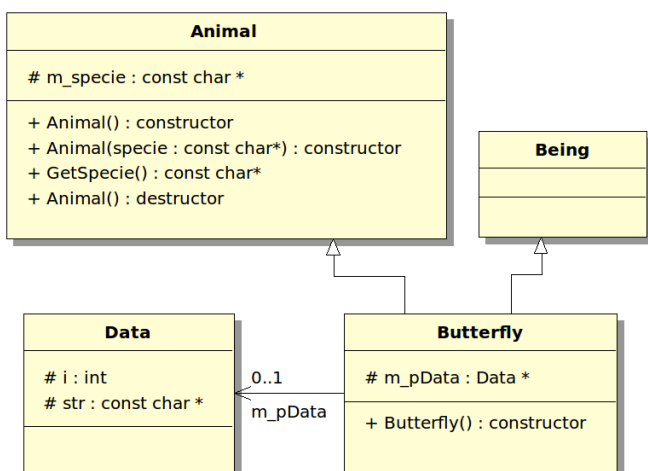 Animal
# m_specie : const char *
+ Animal() : constructor
+ Animal(specie : const char*) : constructor
+ GetSpecie() : const char*
+ Animal() : destructor
Being
Data
# i : int
# str : const char *
0..1
m_pData
Butterfly
# m_pData : Data *
+ Butterfly() : constructor